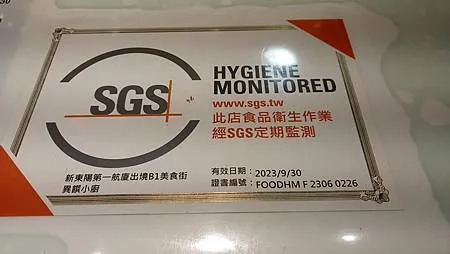 SGS
HYGIENE
MONITORED
www.sgs.tw
此店食品衛生作業
經SGS定期監測
新東陽第一航廈出境B1美食街
異饌小廚
有效日期：2023/9/30
證書編號：FOODHM F 2306 0226